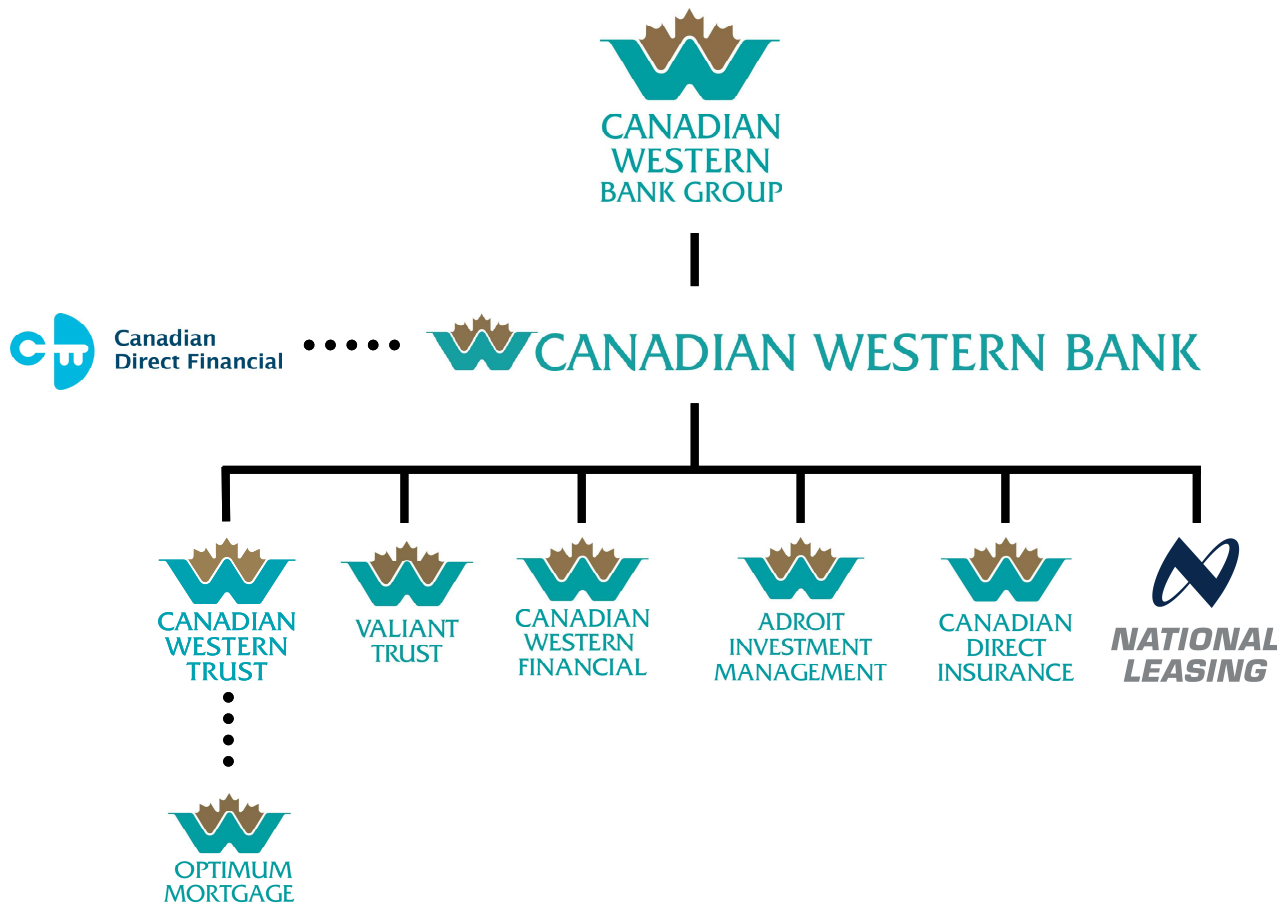 CANADIAN
WESTERN
BANK GROUP
Canadian
Direct Financial
CANADIAN WESTERN BANK
CANADIAN
WESTERN
TRUST
VALIANT
TRUST
CANADIAN
WESTERN
FINANCIAL
ADROIT
INVESTMENT
MANAGEMENT
CANADIAN
DIRECT
INSURANCE
NATIONAL
LEASING
OPTIMUM
MORTGAGE